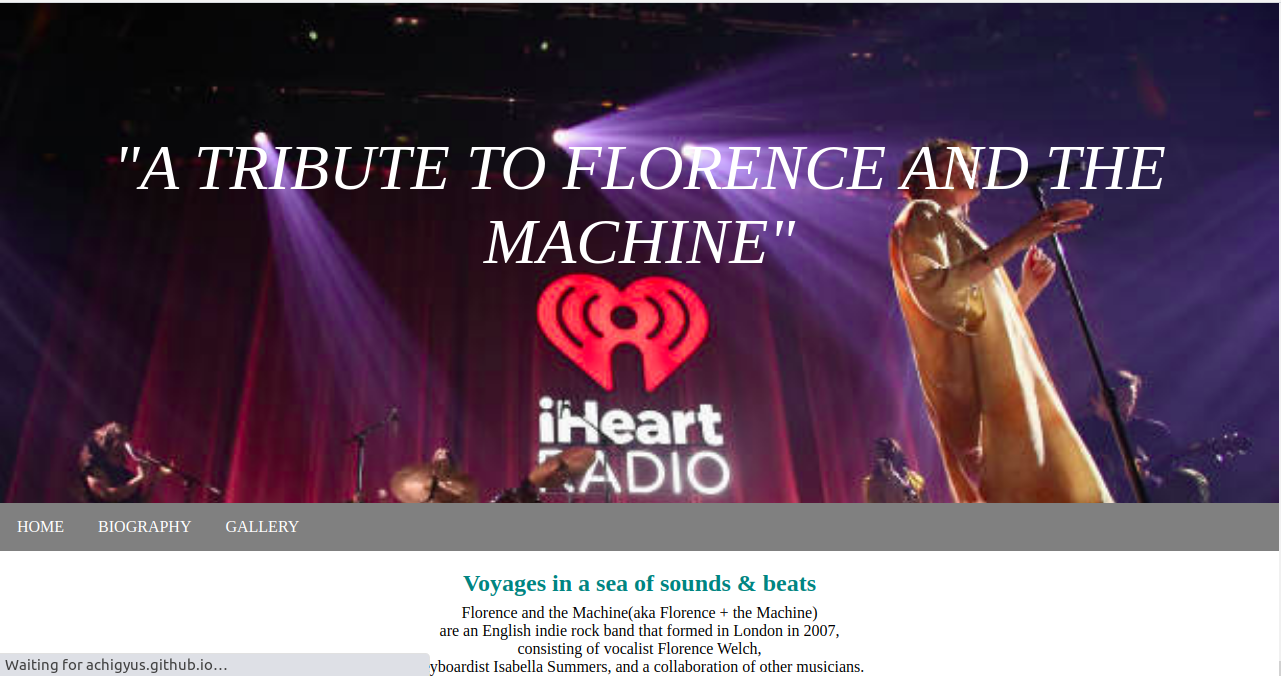 "A TRIBUTE TO FLORENCE AND THE
MACHINE"
iHeart
RADIO
HOME BIOGRAPHY GALLERY
Voyages in a sea of sounds & beats
Florence and the Machine(aka Florence + the Machine)
are an English indie rock band that formed in London in 2007,
consisting of vocalist Florence Welch,
Isabella Summers, and a collaboration of other musicians.
Waiting for achigyus.github.io…